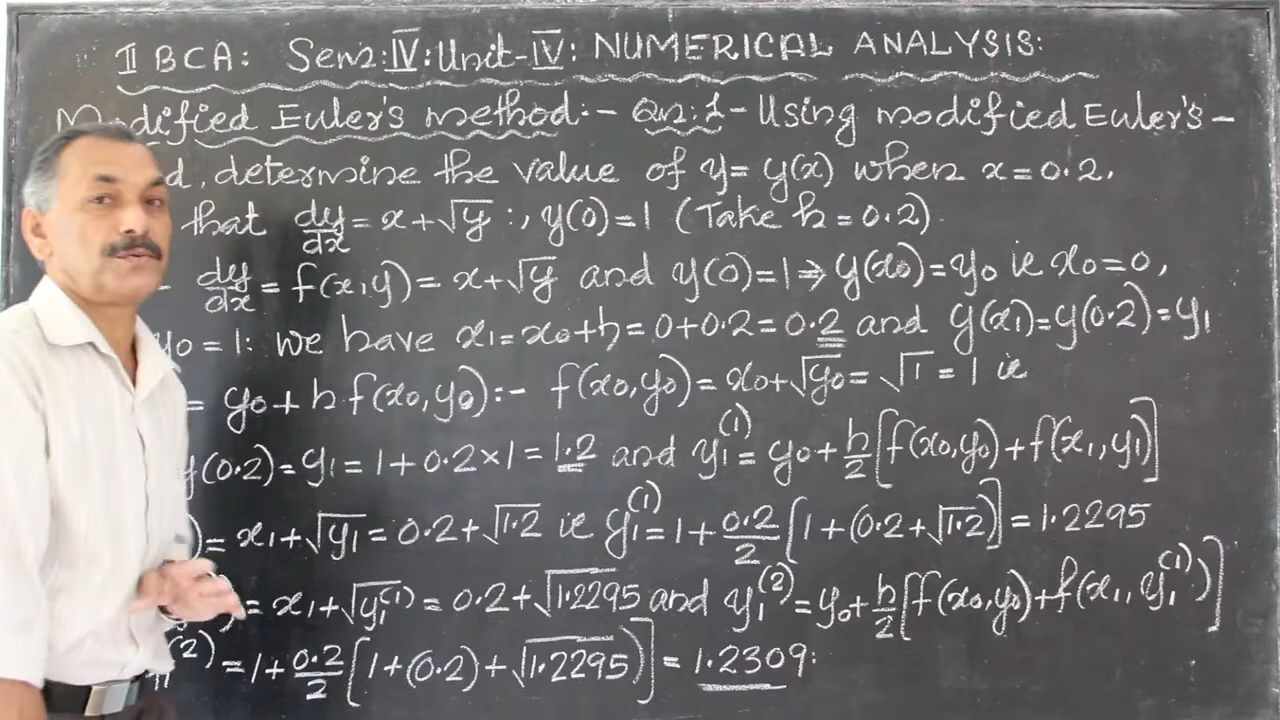 II BCA: Sem:IV: Unit-IV: NUMERICAL ANALYSIS:
Modified Euler's method:- Qn:1- Using modified Euler's -
d, determine the value of y = y(x) when x = 0.2,
that dy/dx = x + √y :, y(0) = 1 (Take h = 0.2)
- dy/dx = f(x,y) = x + √y and y(0) = 1 ⇒ y(x0) = y0 ie x0 = 0,
y0 = 1: we have x1 = x0 + h = 0 + 0.2 = 0.2 and y(x1) = y(0.2) = y1
= y0 + h f(x0, y0):- f(x0, y0) = x0 + √y0 = √1 = 1 ie
y(0.2) = y1 = 1 + 0.2 × 1 = 1.2 and y1^(1) = y0 + h/2 [f(x0, y0) + f(x1, y1)]
) = x1 + √y1 = 0.2 + √1.2 ie y1^(1) = 1 + 0.2/2 [1 + (0.2 + √1.2)] = 1.2295
) = x1 + √y1^(1) = 0.2 + √1.2295 and y1^(2) = y0 + h/2 [f(x0, y0) + f(x1, y1^(1))]
(2) = 1 + 0.2/2 [1 + (0.2) + √1.2295)] = 1.2309: